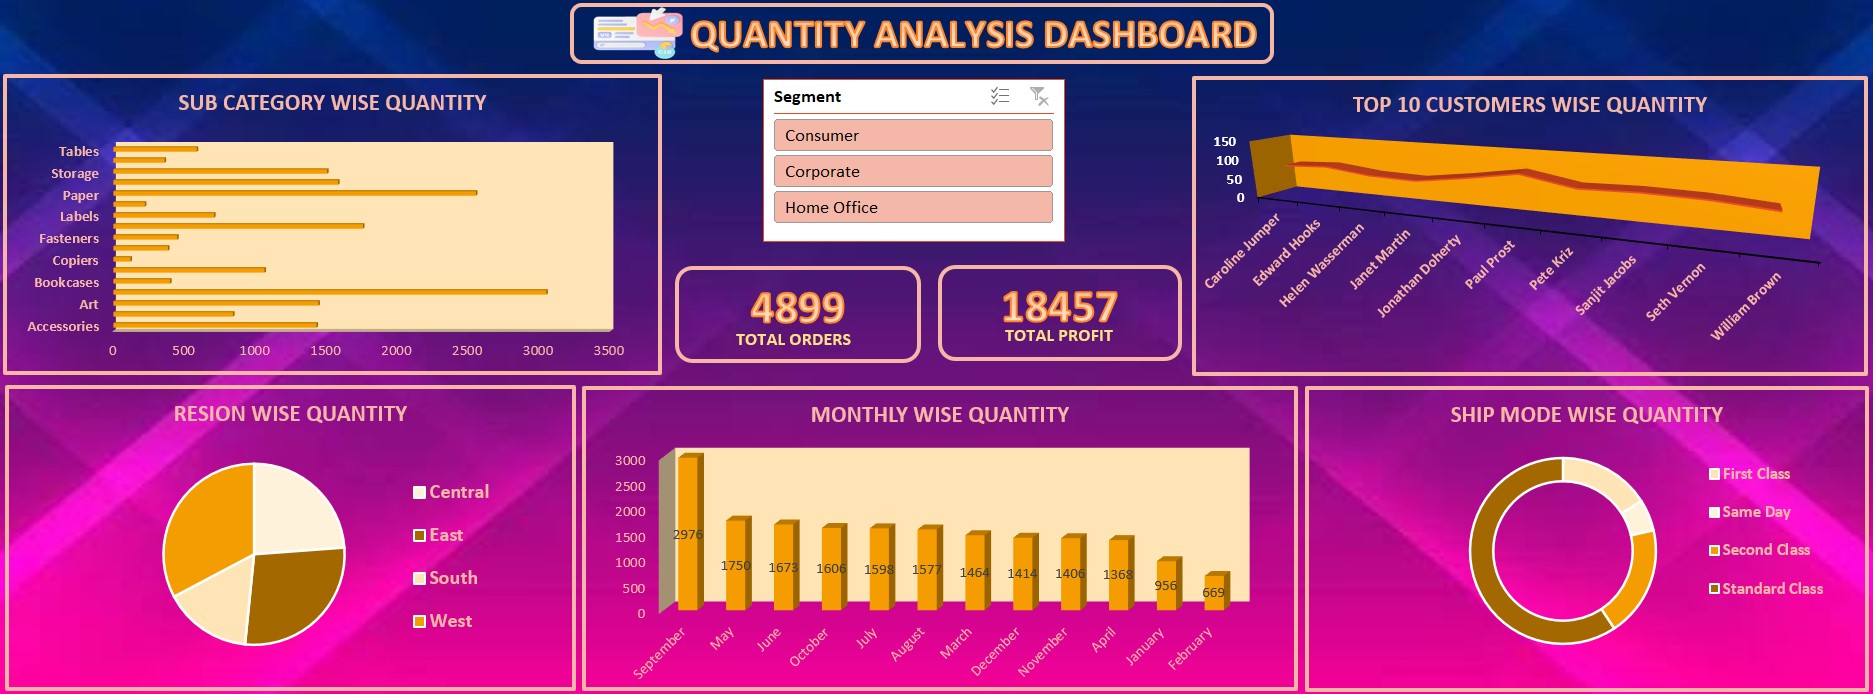 QUANTITY ANALYSIS DASHBOARD
SUB CATEGORY WISE QUANTITY
Tables
Storage
Paper
Labels
Fasteners
Copiers
Bookcases
Art
Accessories
0 500 1000 1500 2000 2500 3000 3500
Segment
Consumer
Corporate
Home Office
4899
TOTAL ORDERS
18457
TOTAL PROFIT
TOP 10 CUSTOMERS WISE QUANTITY
150
100
50
0
Caroline Jumper
Edward Hooks
Helen Wasserman
Janet Martin
Jonathan Doherty
Paul Prost
Pete Kriz
Sanjit Jacobs
Seth Vernon
William Brown
RESION WISE QUANTITY
Central
East
South
West
MONTHLY WISE QUANTITY
3000
2500
2000
1500
1000
500
0
2976 1750 1673 1606 1598 1577 1464 1414 1406 1368 956 669
September May June October July August March December November April January February
SHIP MODE WISE QUANTITY
First Class
Same Day
Second Class
Standard Class